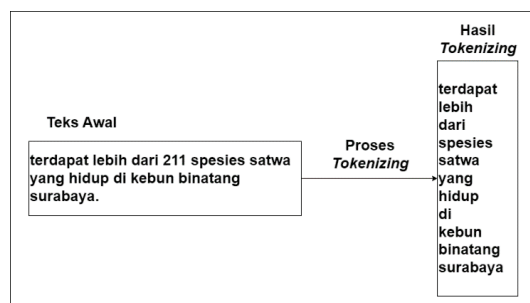 Teks Awal
terdapat lebih dari 211 spesies satwa
yang hidup di kebun binatang
surabaya.
Proses
Tokenizing
Hasil
Tokenizing
terdapat
lebih
dari
spesies
satwa
yang
hidup
di
kebun
binatang
surabaya